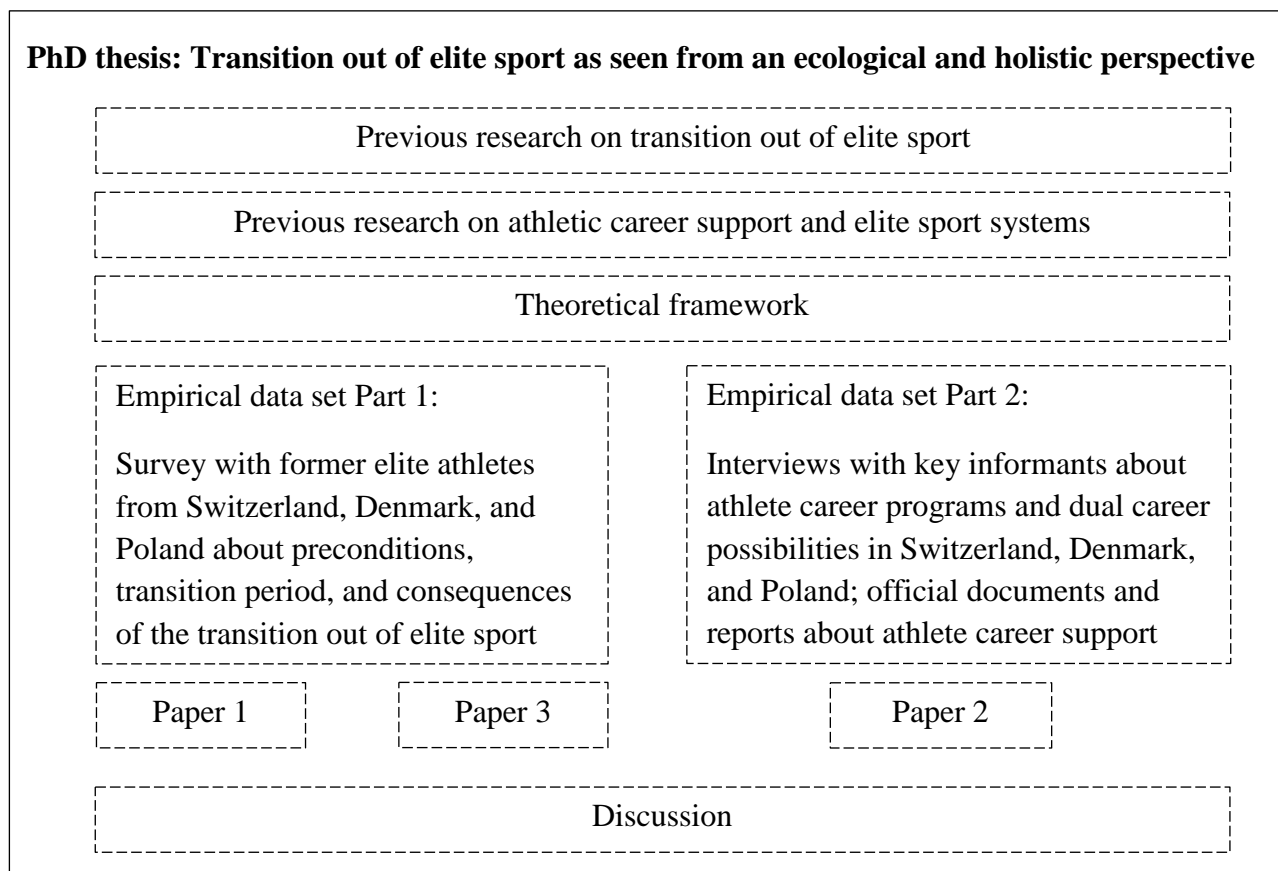 PhD thesis: Transition out of elite sport as seen from an ecological and holistic perspective
Previous research on transition out of elite sport
Previous research on athletic career support and elite sport systems
Theoretical framework
Empirical data set Part 1:
Survey with former elite athletes
from Switzerland, Denmark, and
Poland about preconditions,
transition period, and consequences
of the transition out of elite sport
Empirical data set Part 2:
Interviews with key informants about
athlete career programs and dual career
possibilities in Switzerland, Denmark,
and Poland; official documents and
reports about athlete career support
Paper 1
Paper 3
Paper 2
Discussion